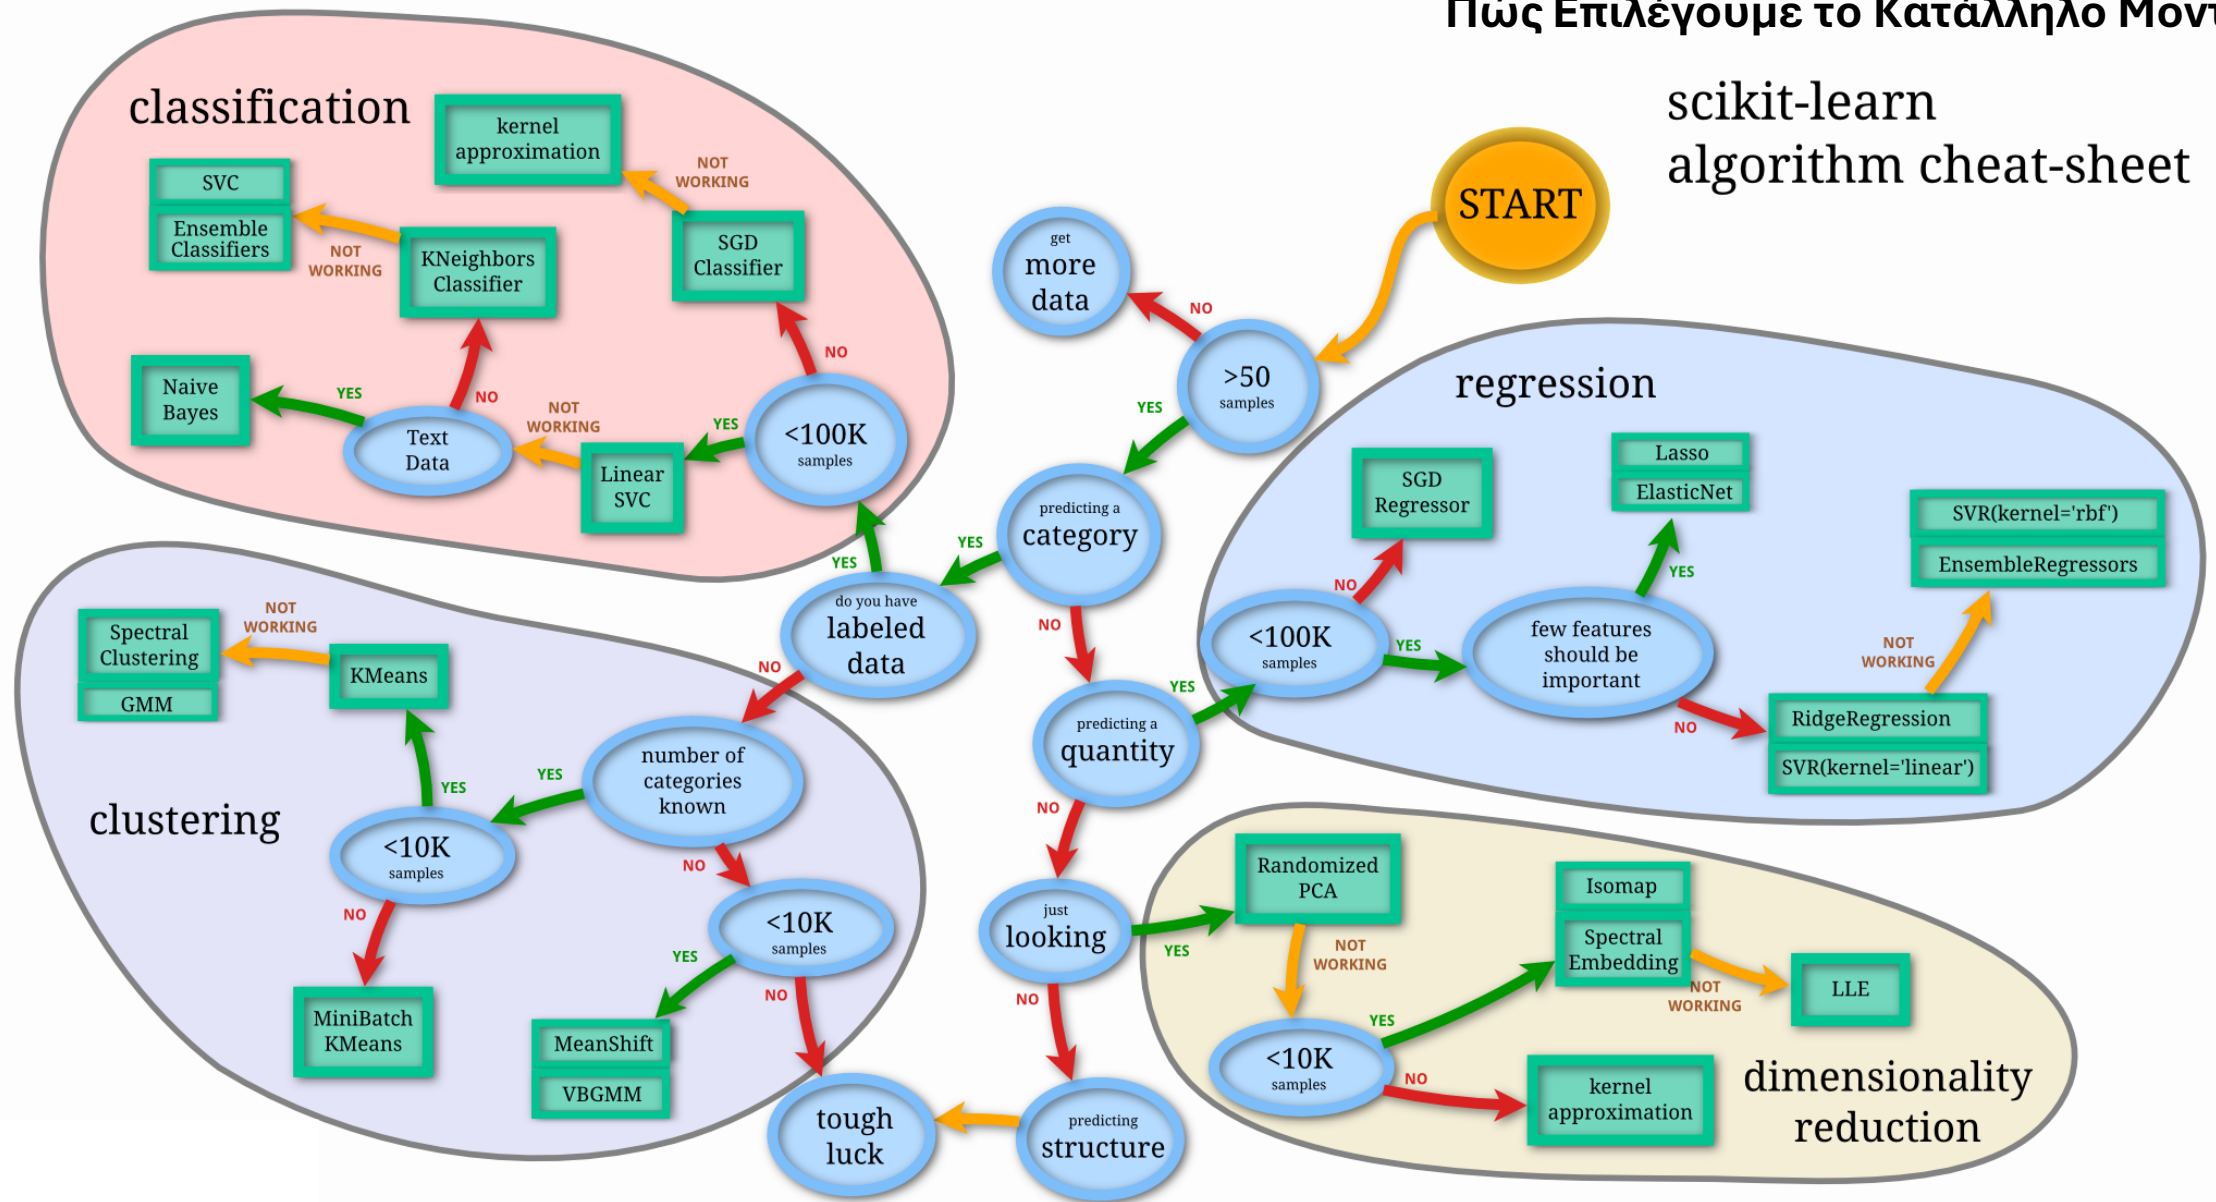 Πώς Επιλέγουμε το Κατάλληλο
scikit-learn
algorithm cheat-sheet
START
get
more
data
NO
>50
samples
YES
predicting a
category
YES
NO
do you have
labeled
data
YES
NO
predicting a
quantity
YES
NO
just
looking
YES
NO
predicting
structure
tough
luck
classification
kernel
approximation
NOT
WORKING
SVC
Ensemble
Classifiers
NOT
WORKING
KNeighbors
Classifier
SGD
Classifier
NO
Naive
Bayes
YES
NO
Text
Data
NOT
WORKING
Linear
SVC
YES
<100K
samples
regression
SGD
Regressor
Lasso
ElasticNet
SVR(kernel='rbf')
EnsembleRegressors
NO
YES
<100K
samples
YES
few features
should be
important
NOT
WORKING
NO
RidgeRegression
SVR(kernel='linear')
clustering
Spectral
Clustering
GMM
NOT
WORKING
KMeans
YES
number of
categories
known
YES
NO
<10K
samples
NO
<10K
samples
YES
NO
MiniBatch
KMeans
MeanShift
VBGMM
Randomized
PCA
NOT
WORKING
Isomap
Spectral
Embedding
NOT
WORKING
LLE
YES
<10K
samples
NO
kernel
approximation
dimensionality
reduction